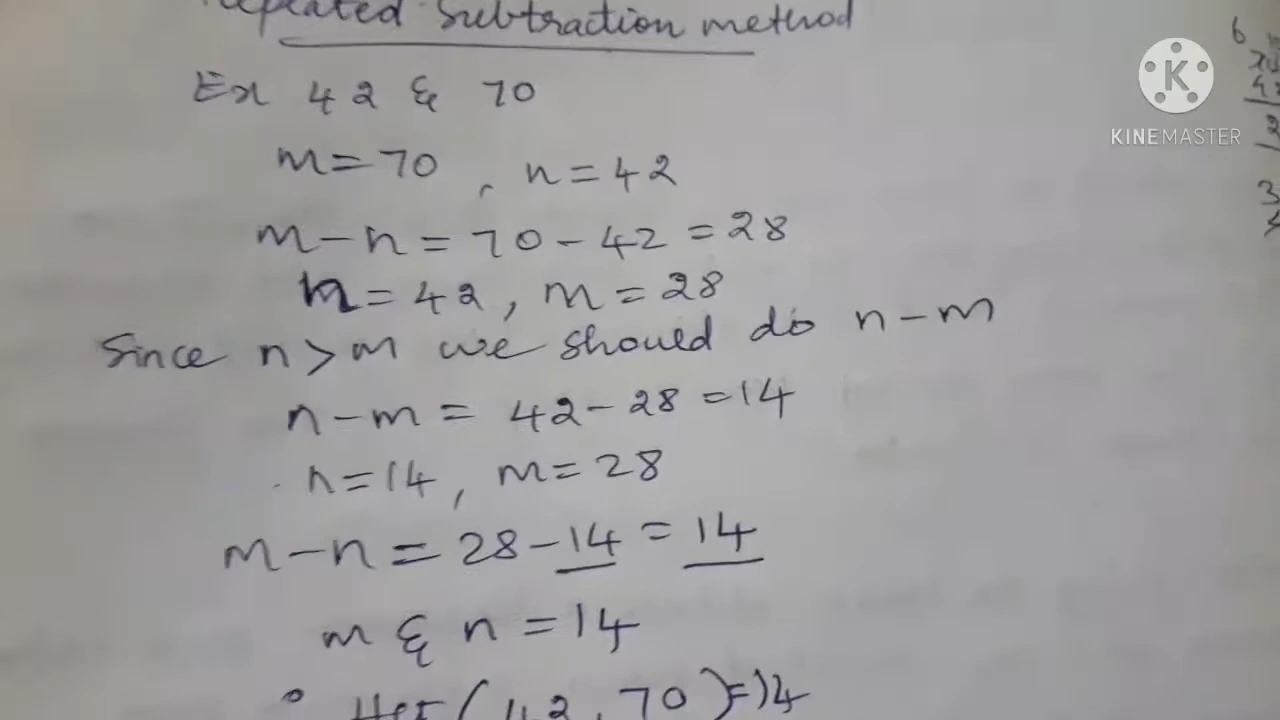 repeated Subtraction method
Ex 42 & 70
m=70, n=42
m-n=70-42=28
n=42, m=28
Since n>m we should do n-m
n-m=42-28=14
n=14, m=28
m-n=28-14=14
m & n=14
Hcf(42,70)=14
K
KINEMASTER
6